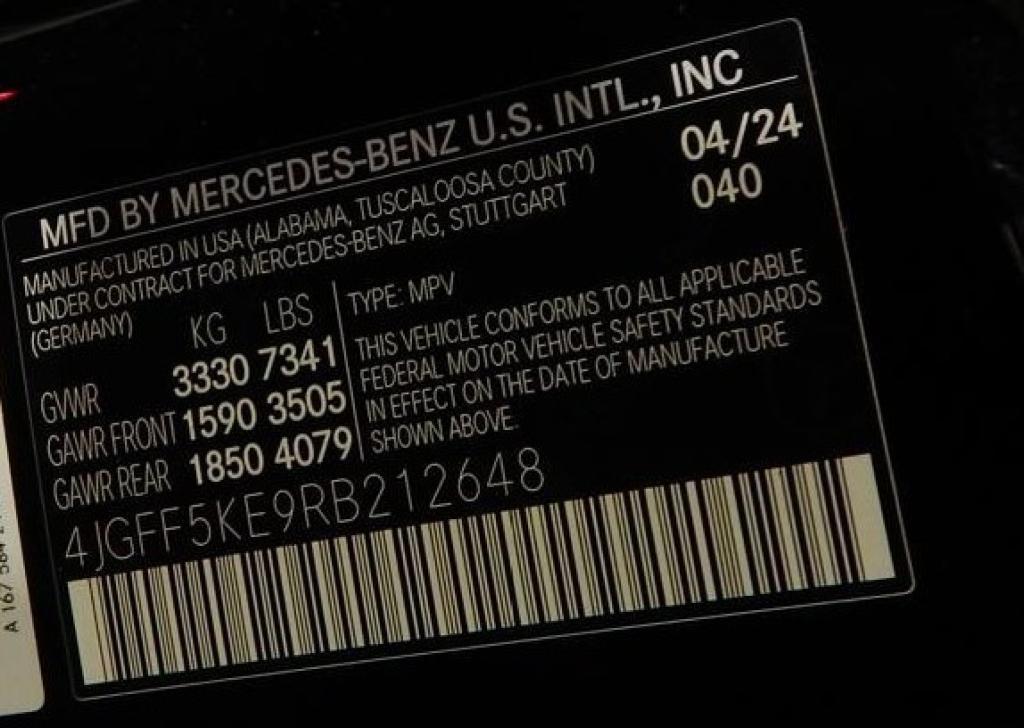 MFD BY MERCEDES-BENZ U.S. INTL., INC
MANUFACTURED IN USA (ALABAMA, TUSCALOOSA COUNTY)
UNDER CONTRACT FOR MERCEDES-BENZ AG, STUTTGART
(GERMANY)
04/24
040
KG LBS
GVWR 3330 7341
GAWR FRONT 1590 3505
GAWR REAR 1850 4079
TYPE: MPV
THIS VEHICLE CONFORMS TO ALL APPLICABLE
FEDERAL MOTOR VEHICLE SAFETY STANDARDS
IN EFFECT ON THE DATE OF MANUFACTURE
SHOWN ABOVE.
4JGFF5KE9RB212648
A 167 584